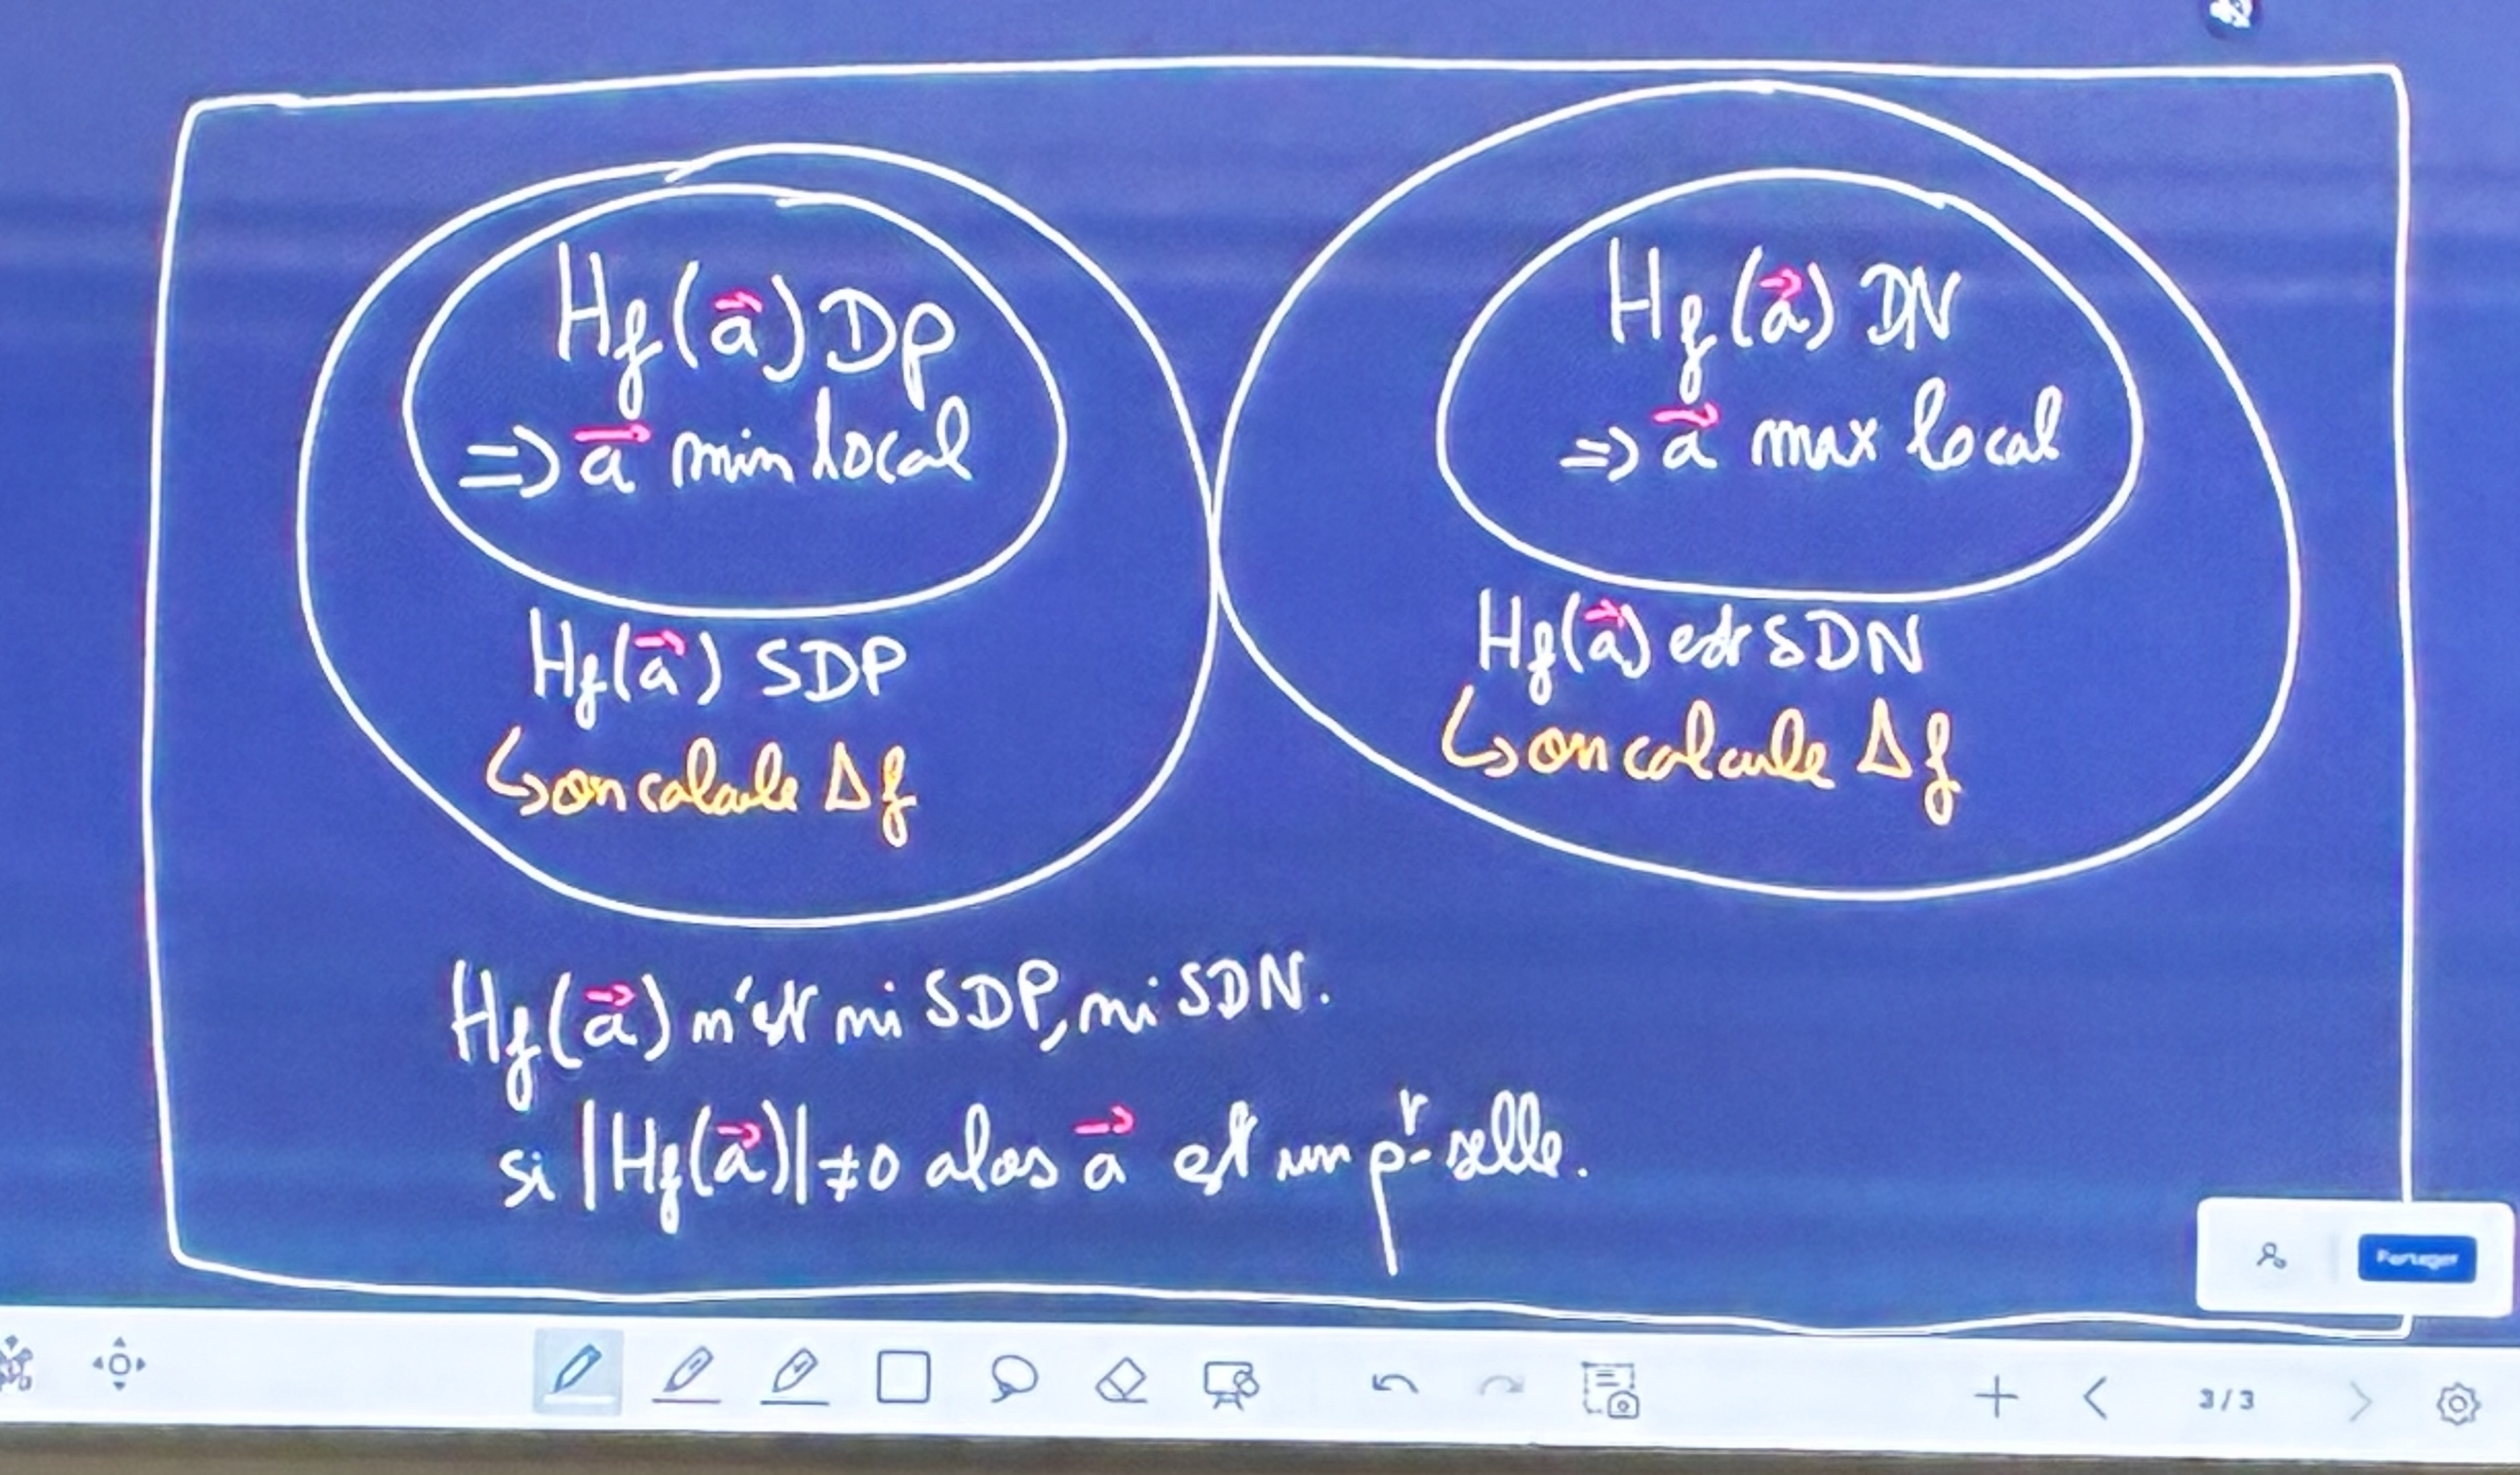 Hf(a⃗) DP
⇒ a⃗ min local
Hf(a⃗) SDP
↳ on calcule Δf
Hf(a⃗) DN
⇒ a⃗ max local
Hf(a⃗) est SDN
↳ on calcule Δf
Hf(a⃗) n'est ni SDP, ni SDN.
si |Hf(a⃗)| ≠ 0 alors a⃗ est un pᵗ-selle.
Partager
3/3